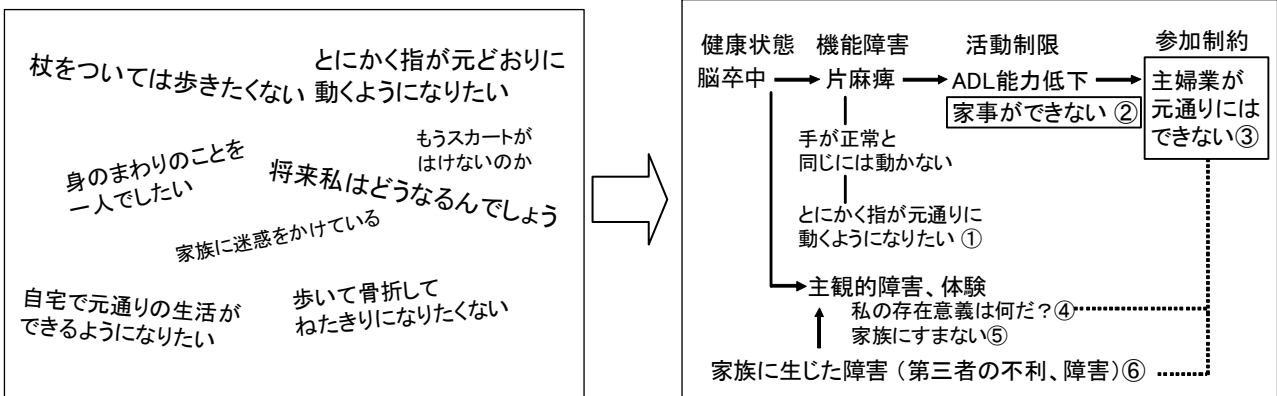 杖をついては歩きたくない
とにかく指が元どおりに
動くようになりたい
もうスカートが
はけないのか
身のまわりのことを
一人でしたい
将来私はどうなるんでしょう
家族に迷惑をかけている
自宅で元通りの生活が
できるようになりたい
歩いて骨折して
ねたきりになりたくない
健康状態 機能障害 活動制限 参加制約
脳卒中 片麻痺 ADL能力低下 主婦業が
家事ができない ② 元通りには
できない③
手が正常と
同じには動かない
とにかく指が元通りに
動くようになりたい ①
主観的障害、体験
私の存在意義は何だ？④
家族にすまない⑤
家族に生じた障害（第三者の不利、障害）⑥